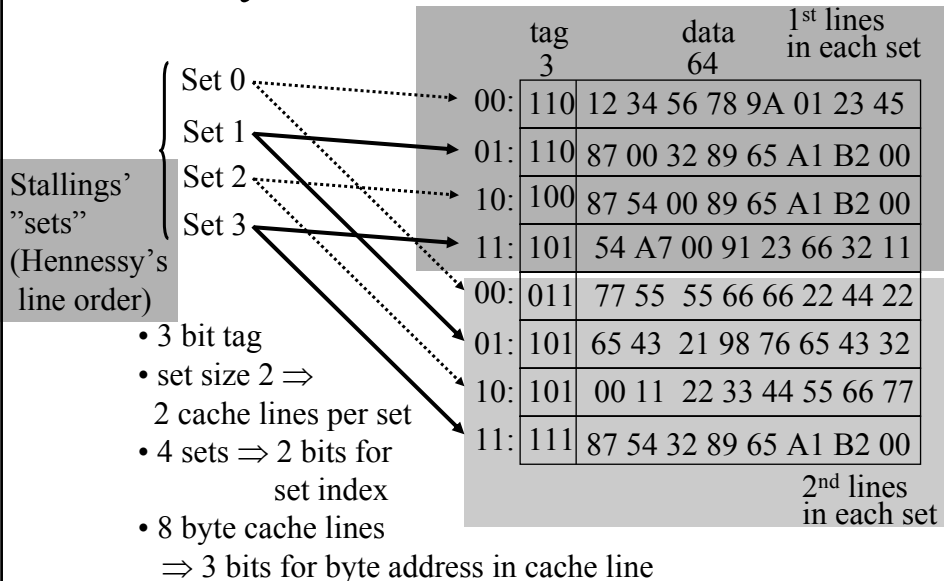 1st lines
in each set
tag
3
data
64
Set 0
Set 1
Set 2
Set 3
Stallings’
”sets”
(Hennessy’s
line order)
00: 110 12 34 56 78 9A 01 23 45
01: 110 87 00 32 89 65 A1 B2 00
10: 100 87 54 00 89 65 A1 B2 00
11: 101 54 A7 00 91 23 66 32 11
00: 011 77 55 55 66 66 22 44 22
01: 101 65 43 21 98 76 65 43 32
10: 101 00 11 22 33 44 55 66 77
11: 111 87 54 32 89 65 A1 B2 00
2nd lines
in each set
• 3 bit tag
• set size 2 ⇒
2 cache lines per set
• 4 sets ⇒ 2 bits for
set index
• 8 byte cache lines
⇒ 3 bits for byte address in cache line